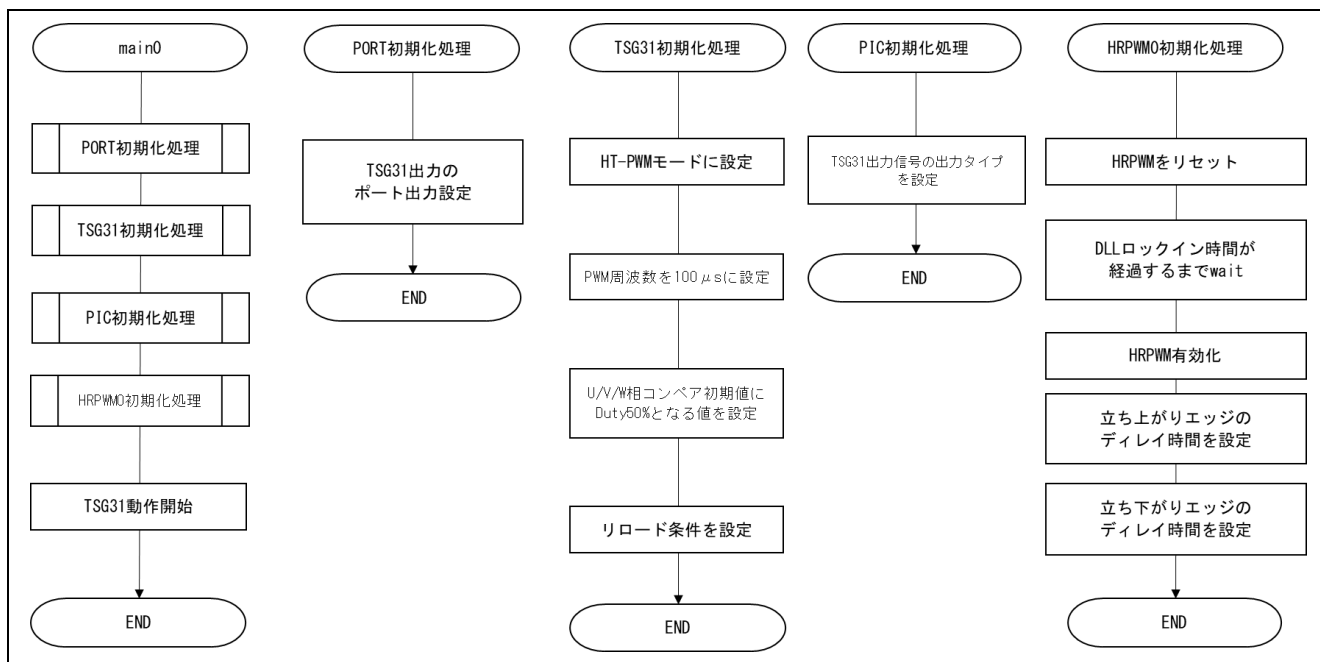 main0
PORT初期化処理
TSG31初期化処理
PIC初期化処理
HRPWM0初期化処理
TSG31動作開始
END
PORT初期化処理
TSG31出力の
ポート出力設定
END
TSG31初期化処理
HT-PWMモードに設定
PWM周波数を100μsに設定
U/V/W相コンペア初期値に
Duty50%となる値を設定
リロード条件を設定
END
PIC初期化処理
TSG31出力信号の出力タイプ
を設定
END
HRPWM0初期化処理
HRPWMをリセット
DLLロックイン時間が
経過するまでwait
HRPWM有効化
立ち上がりエッジの
ディレイ時間を設定
立ち下がりエッジの
ディレイ時間を設定
END